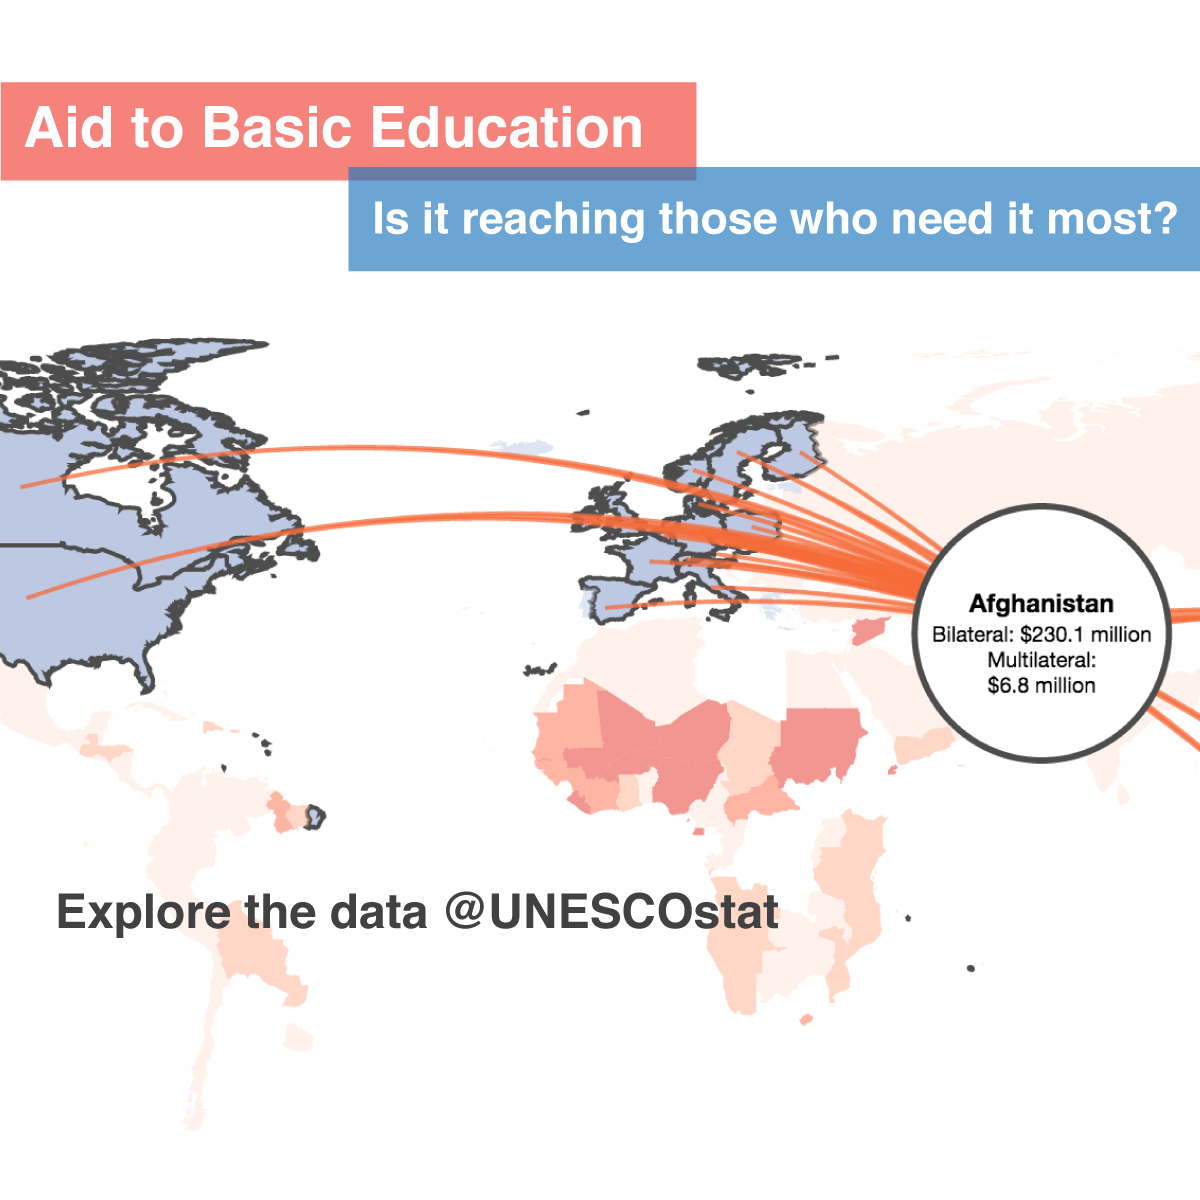 Aid to Basic Education
Is it reaching those who need it most?
Afghanistan
Bilateral: $230.1 million
Multilateral:
$6.8 million
Explore the data @UNESCOstat